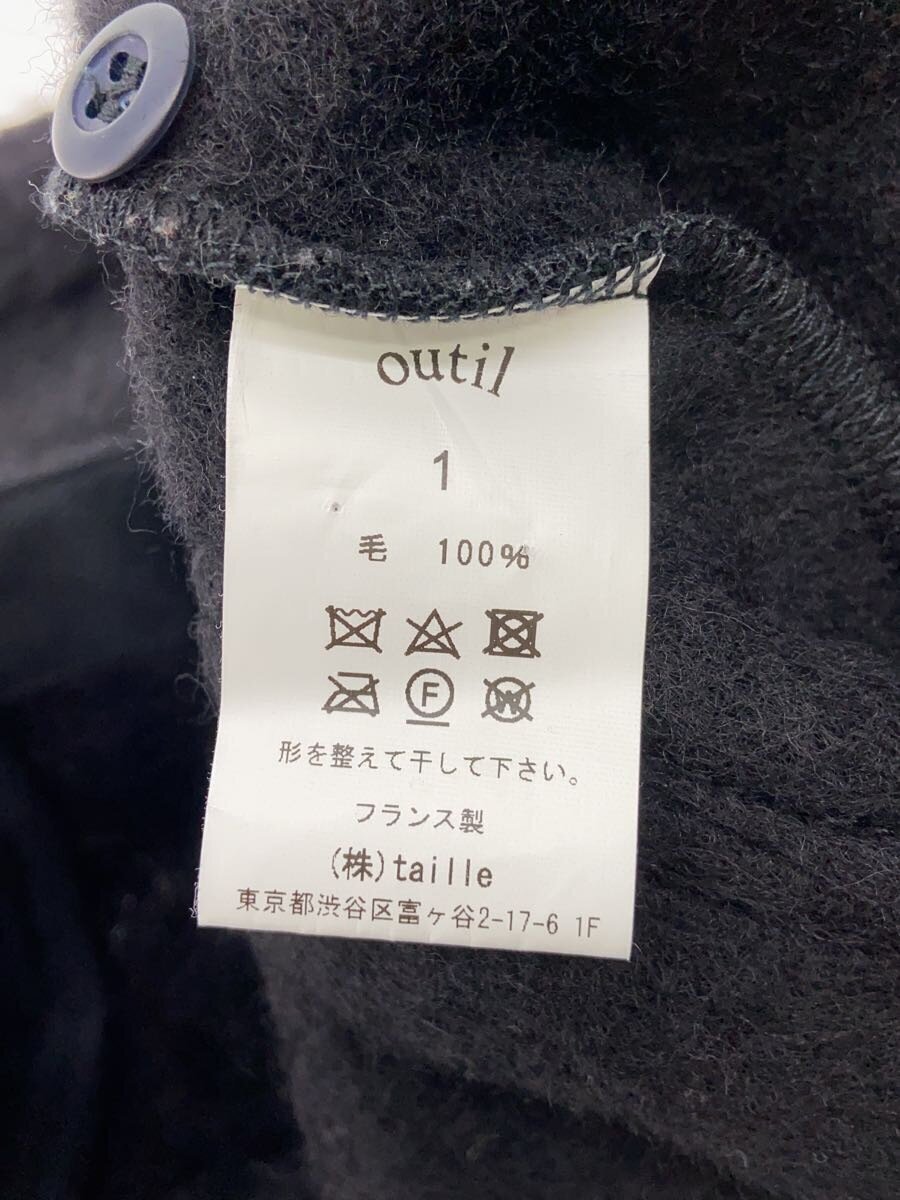 outil
1
毛 100%
F
W
形を整えて干して下さい。
フランス製
(株)taille
東京都渋谷区富ヶ谷2-17-6 1F